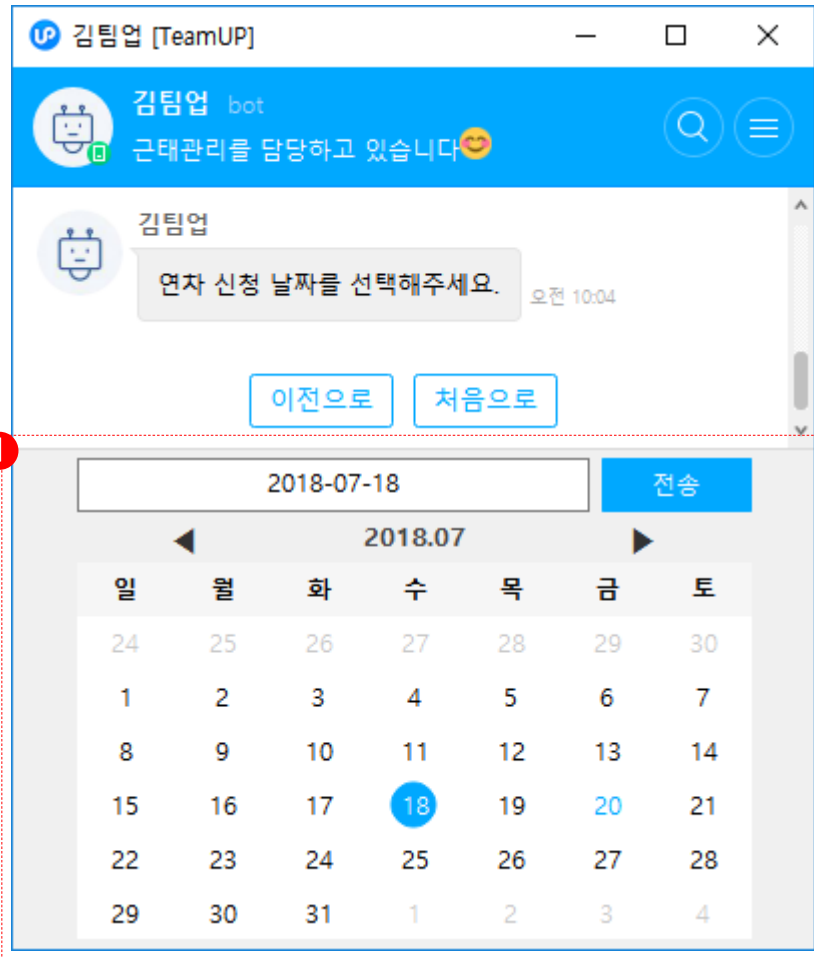 김팀업 [TeamUP]
김팀업 bot
근태관리를 담당하고 있습니다😊
김팀업
연차 신청 날짜를 선택해주세요. 오전 10:04
이전으로 처음으로
2018-07-18 전송
◀ 2018.07 ▶
일 월 화 수 목 금 토
24 25 26 27 28 29 30
1 2 3 4 5 6 7
8 9 10 11 12 13 14
15 16 17 18 19 20 21
22 23 24 25 26 27 28
29 30 31 1 2 3 4